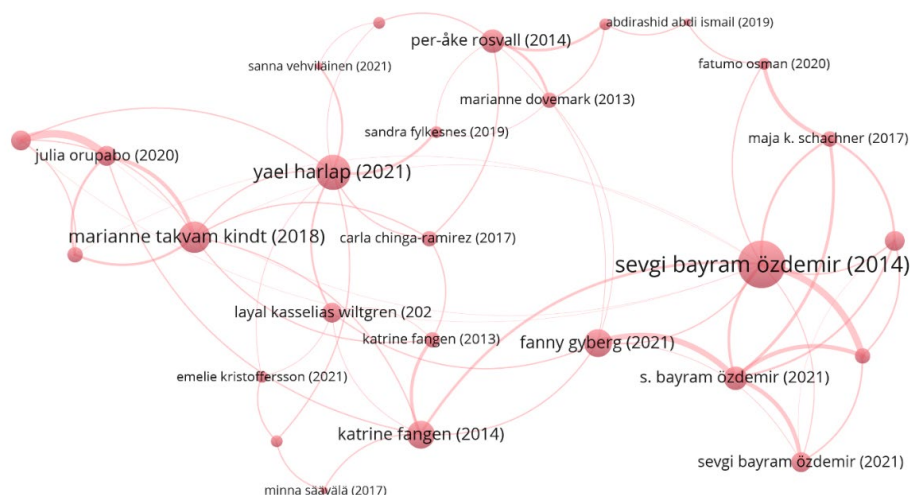 abdirashid abdi ismail (2019)
per-åke rosvall (2014)
sanna vehviläinen (2021)
fatumo osman (2020)
marianne dovemark (2013)
sandra fylkesnes (2019)
maja k. schachner (2017)
julia orupabo (2020)
yael harlap (2021)
marianne takvam kindt (2018)
carla chinga-ramirez (2017)
sevgi bayram özdemir (2014)
layal kasselias wiltgren (202
katrine fangen (2013)
fanny gyberg (2021)
emelie kristoffersson (2021)
s. bayram özdemir (2021)
katrine fangen (2014)
sevgi bayram özdemir (2021)
minna säävälä (2017)